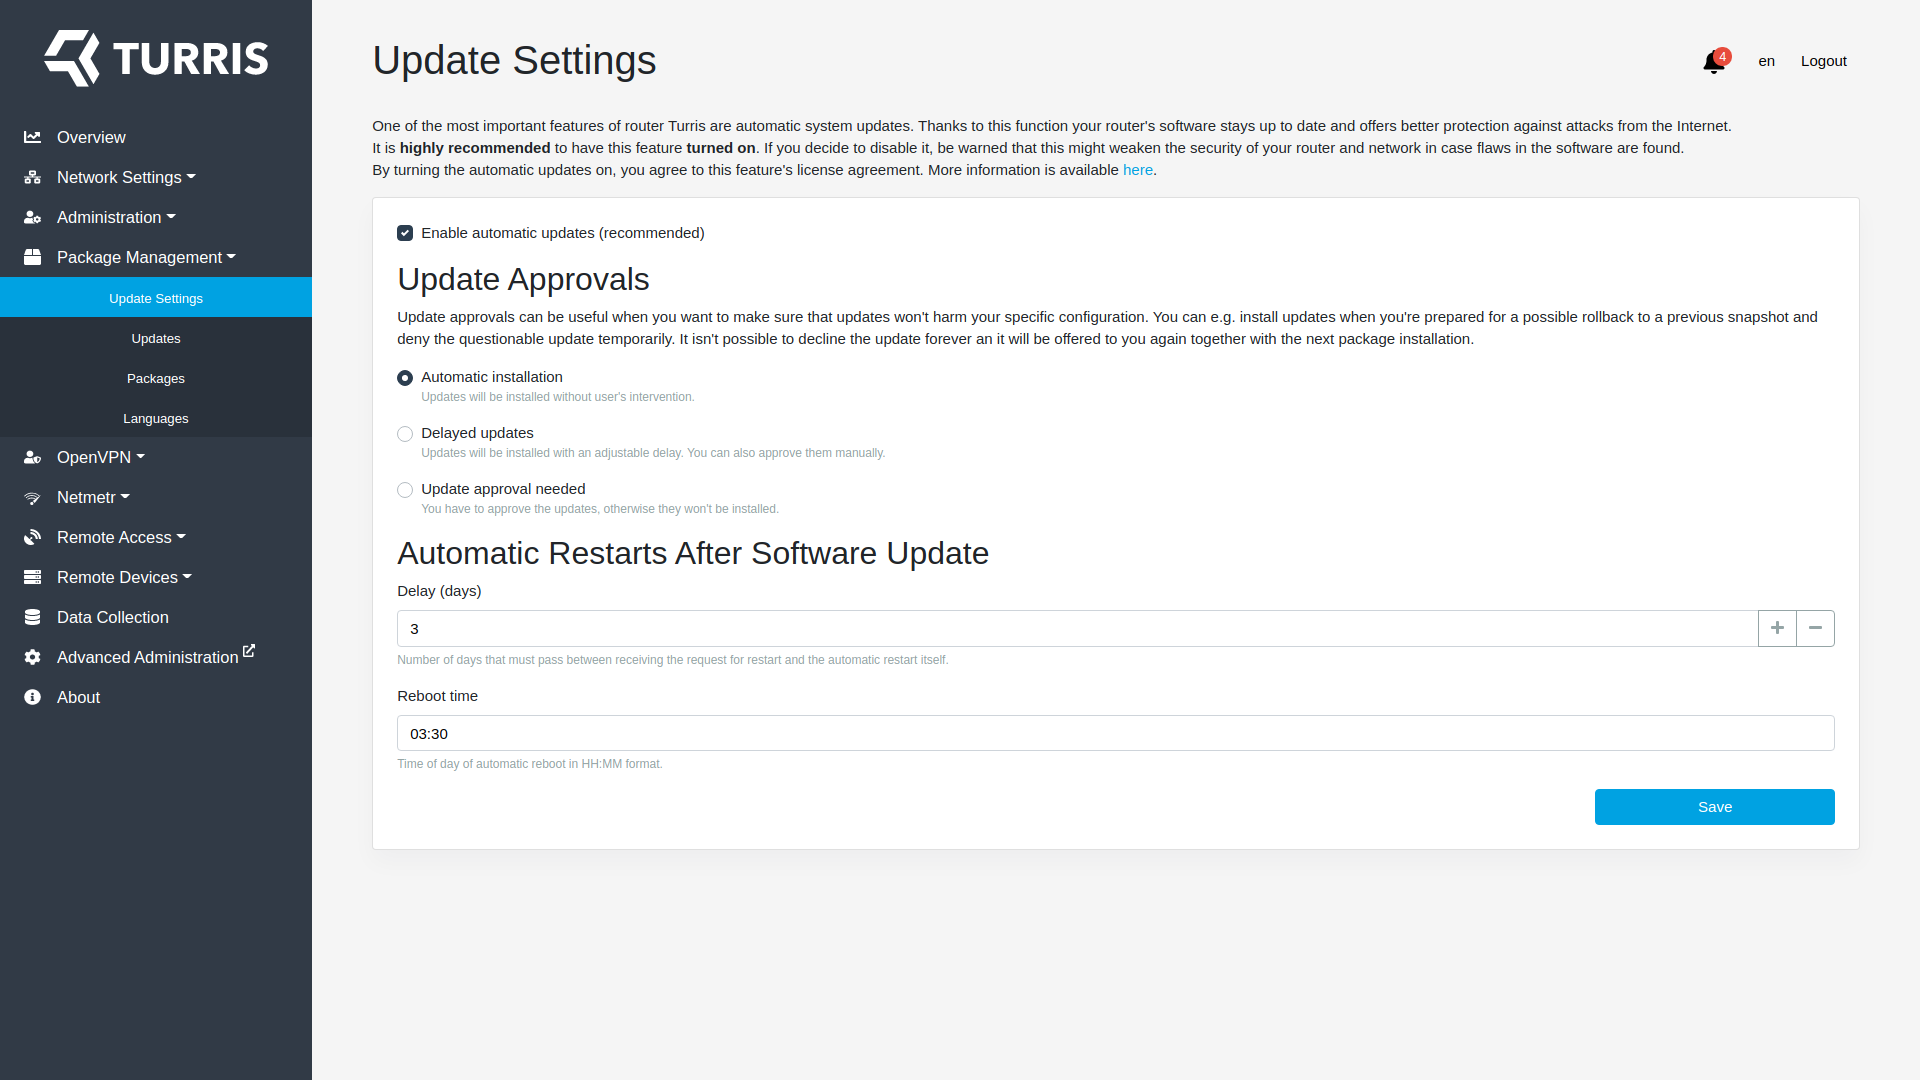 TURRIS
Overview
Network Settings
Administration
Package Management
Update Settings
Updates
Packages
Languages
OpenVPN
Netmetr
Remote Access
Remote Devices
Data Collection
Advanced Administration
About
Update Settings
4
en
Logout
One of the most important features of router Turris are automatic system updates. Thanks to this function your router's software stays up to date and offers better protection against attacks from the Internet.
It is highly recommended to have this feature turned on. If you decide to disable it, be warned that this might weaken the security of your router and network in case flaws in the software are found.
By turning the automatic updates on, you agree to this feature's license agreement. More information is available here.
Enable automatic updates (recommended)
Update Approvals
Update approvals can be useful when you want to make sure that updates won't harm your specific configuration. You can e.g. install updates when you're prepared for a possible rollback to a previous snapshot and
deny the questionable update temporarily. It isn't possible to decline the update forever an it will be offered to you again together with the next package installation.
Automatic installation
Updates will be installed without user's intervention.
Delayed updates
Updates will be installed with an adjustable delay. You can also approve them manually.
Update approval needed
You have to approve the updates, otherwise they won't be installed.
Automatic Restarts After Software Update
Delay (days)
3
Number of days that must pass between receiving the request for restart and the automatic restart itself.
Reboot time
03:30
Time of day of automatic reboot in HH:MM format.
Save